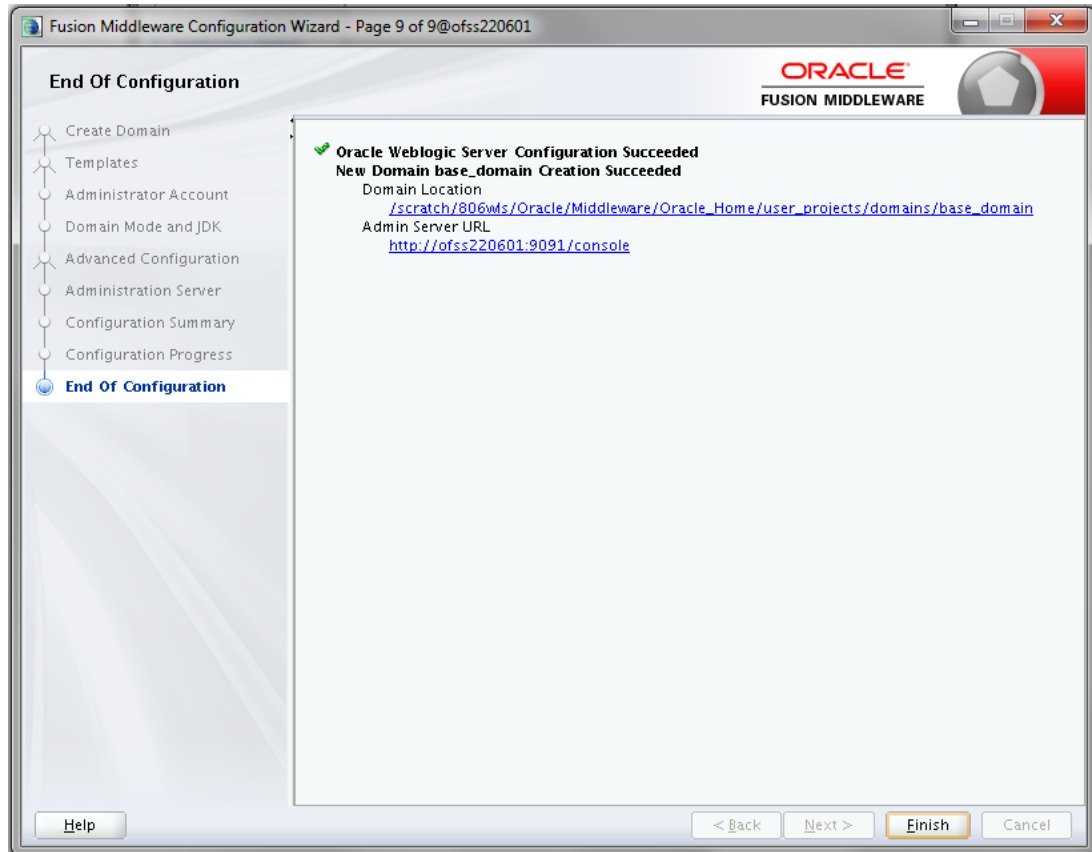 Fusion Middleware Configuration Wizard - Page 9 of 9@ofss220601
End Of Configuration
ORACLE
FUSION MIDDLEWARE
Create Domain
Templates
Administrator Account
Domain Mode and JDK
Advanced Configuration
Administration Server
Configuration Summary
Configuration Progress
End Of Configuration
Oracle Weblogic Server Configuration Succeeded
New Domain base_domain Creation Succeeded
Domain Location
/scratch/806wls/Oracle/Middleware/Oracle_Home/user_projects/domains/base_domain
Admin Server URL
http://ofss220601:9091/console
Help
< Back
Next >
Finish
Cancel